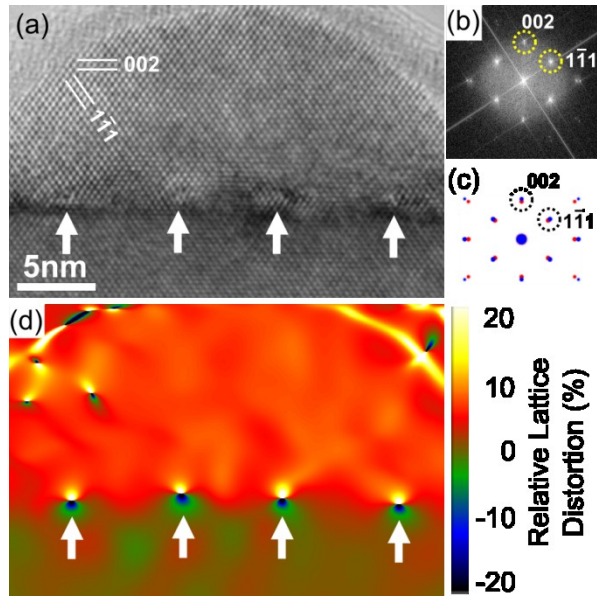 (a)
002
11̄1
5nm
(b)
002
11̄1
(c)
002
11̄1
(d)
20
10
0
-10
-20
Relative Lattice
Distortion (%)